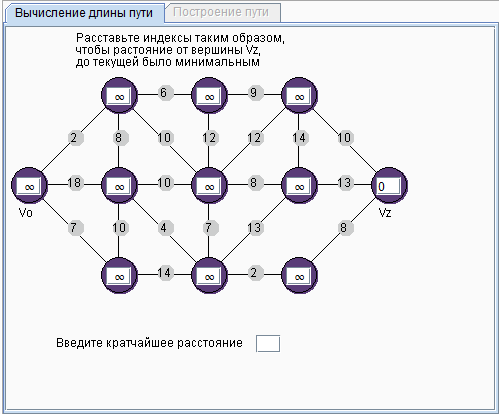 Вычисление длины пути Построение пути
Расставьте индексы таким образом,
чтобы растояние от вершины Vz,
до текущей было минимальным
∞ 6 ∞ 9 ∞
2 8 10 12 12 14 10
∞ 18 ∞ 10 ∞ 8 ∞ 13 0
Vo Vz
7 10 4 7 13 8
∞ 14 ∞ 2 ∞
Введите кратчайшее расстояние